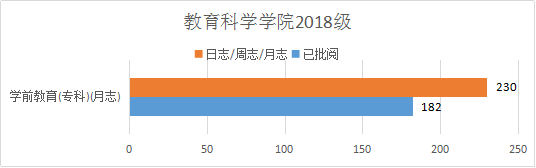 教育科学学院2018级
日志/周志/月志 已批阅
学前教育(专科)(月志)
230
182
0 50 100 150 200 250